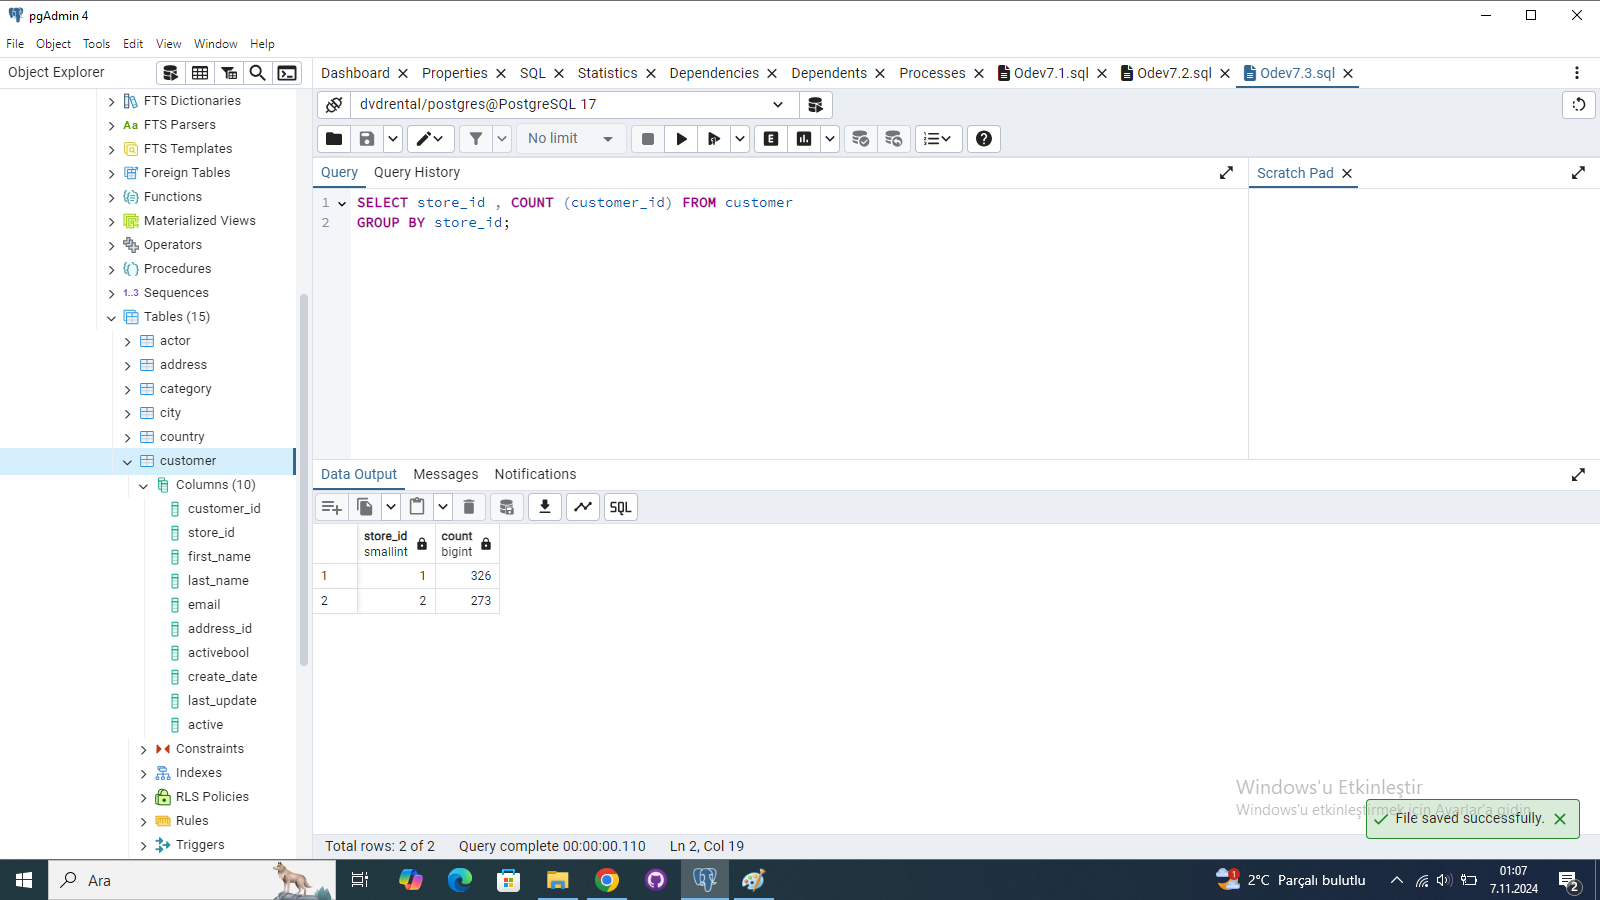 pgAdmin 4
File Object Tools Edit View Window Help
Object Explorer
Dashboard Properties SQL Statistics Dependencies Dependents Processes Odev7.1.sql Odev7.2.sql Odev7.3.sql
FTS Dictionaries
Aa FTS Parsers
FTS Templates
Foreign Tables
Functions
Materialized Views
Operators
Procedures
1..3 Sequences
Tables (15)
actor
address
category
city
country
customer
Columns (10)
customer_id
store_id
first_name
last_name
email
address_id
activebool
create_date
last_update
active
Constraints
Indexes
RLS Policies
Rules
Triggers
dvdrental/postgres@PostgreSQL 17
No limit
E
Query Query History
Scratch Pad
1 SELECT store_id , COUNT (customer_id) FROM customer
2 GROUP BY store_id;
Data Output Messages Notifications
SQL
store_id count
smallint bigint
1 1 326
2 2 273
Windows'u Etkinleştir
Windows'u etkinleştirmek için Ayarlar'a gidin.
File saved successfully.
Total rows: 2 of 2 Query complete 00:00:00.110 Ln 2, Col 19
Ara
1
2°C Parçalı bulutlu
01:07
7.11.2024
2